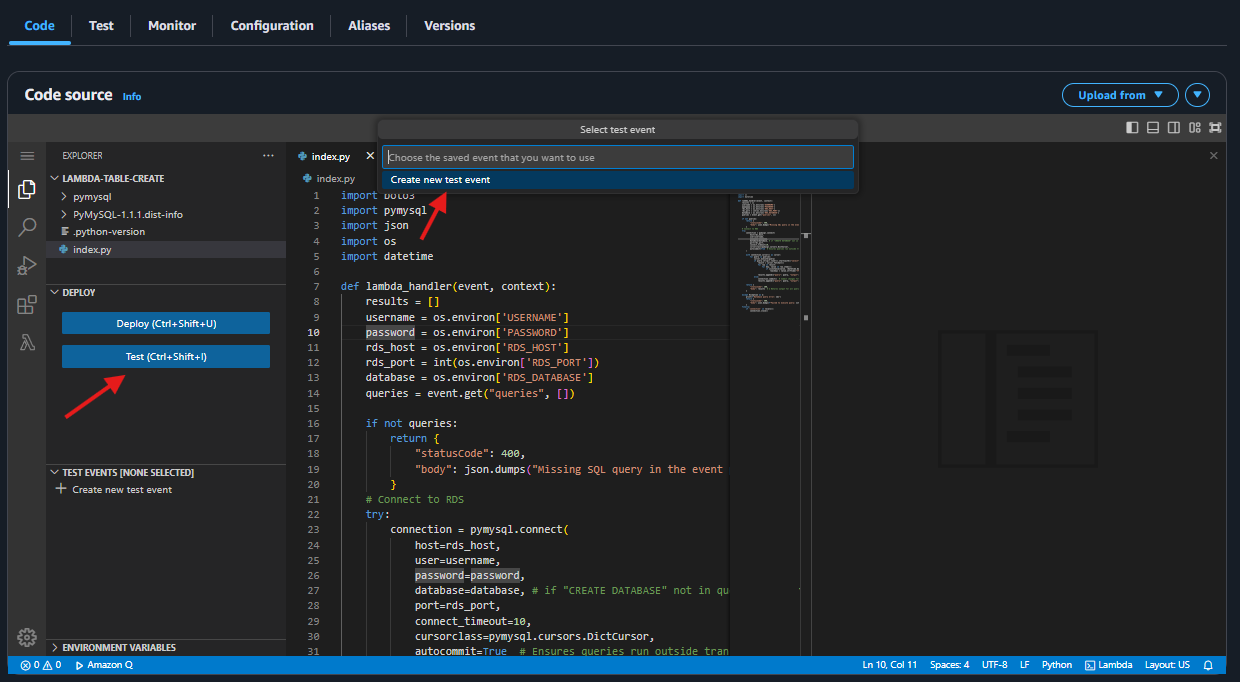 Code Test Monitor Configuration Aliases Versions
Code source Info
Upload from
Select test event
Choose the saved event that you want to use
Create new test event
EXPLORER
LAMBDA-TABLE-CREATE
pymysql
PyMySQL-1.1.1.dist-info
.python-version
index.py
DEPLOY
Deploy (Ctrl+Shift+U)
Test (Ctrl+Shift+I)
TEST EVENTS [NONE SELECTED]
Create new test event
ENVIRONMENT VARIABLES
index.py
index.py
1 import boto3
2 import pymysql
3 import json
4 import os
5 import datetime
6
7 def lambda_handler(event, context):
8 results = []
9 username = os.environ['USERNAME']
10 password = os.environ['PASSWORD']
11 rds_host = os.environ['RDS_HOST']
12 rds_port = int(os.environ['RDS_PORT'])
13 database = os.environ['RDS_DATABASE']
14 queries = event.get("queries", [])
15
16 if not queries:
17 return {
18 "statusCode": 400,
19 "body": json.dumps("Missing SQL query in the event
20 }
21 # Connect to RDS
22 try:
23 connection = pymysql.connect(
24 host=rds_host,
25 user=username,
26 password=password,
27 database=database, # if "CREATE DATABASE" not in qu
28 port=rds_port,
29 connect_timeout=10,
30 cursorclass=pymysql.cursors.DictCursor,
31 autocommit=True # Ensures queries run outside tran
0 0 Amazon Q
Ln 10, Col 11 Spaces: 4 UTF-8 LF Python Lambda Layout: US